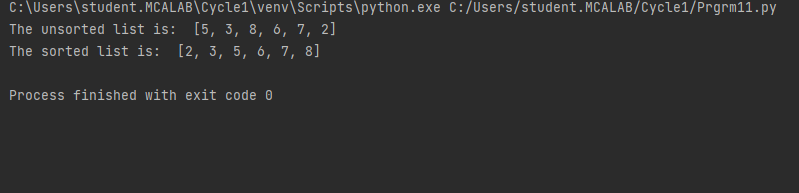 C:\Users\student.MCALAB\Cycle1\venv\Scripts\python.exe C:/Users/student.MCALAB/Cycle1/Prgrm11.py
The unsorted list is:  [5, 3, 8, 6, 7, 2]
The sorted list is:  [2, 3, 5, 6, 7, 8]
Process finished with exit code 0